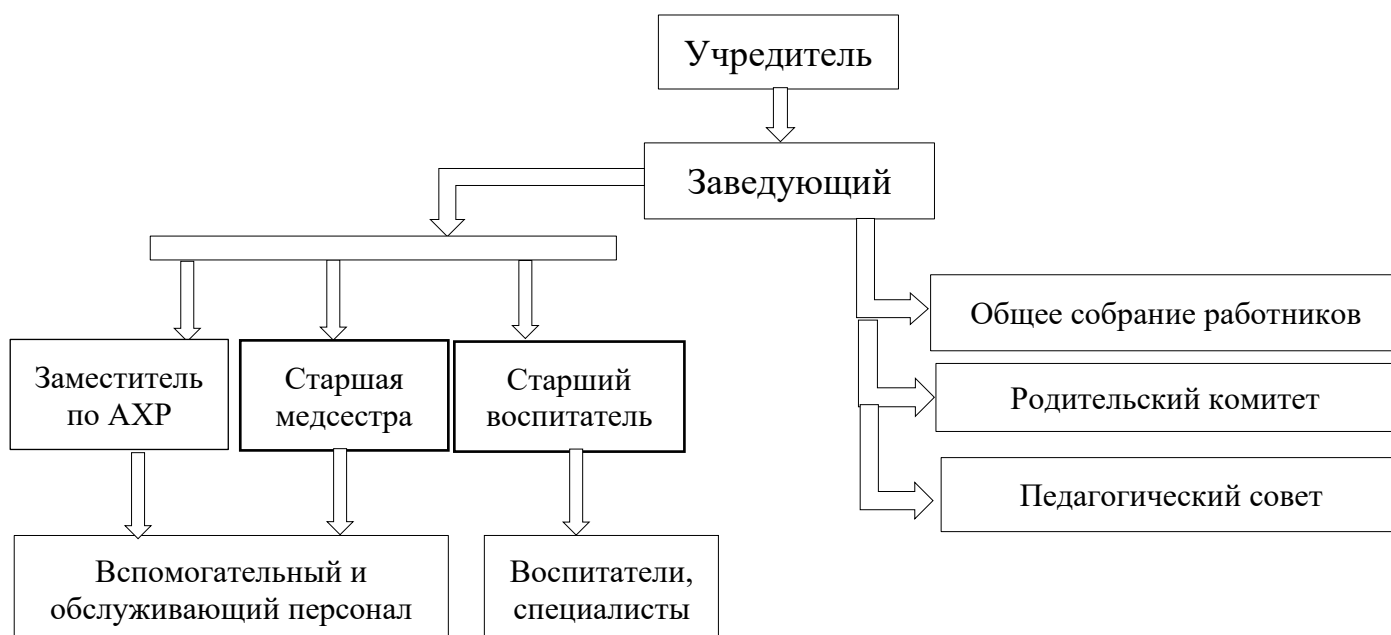 Учредитель
Заведующий
Общее собрание работников
Родительский комитет
Педагогический совет
Заместитель
по АХР
Старшая
медсестра
Старший
воспитатель
Вспомогательный и
обслуживающий персонал
Воспитатели,
специалисты